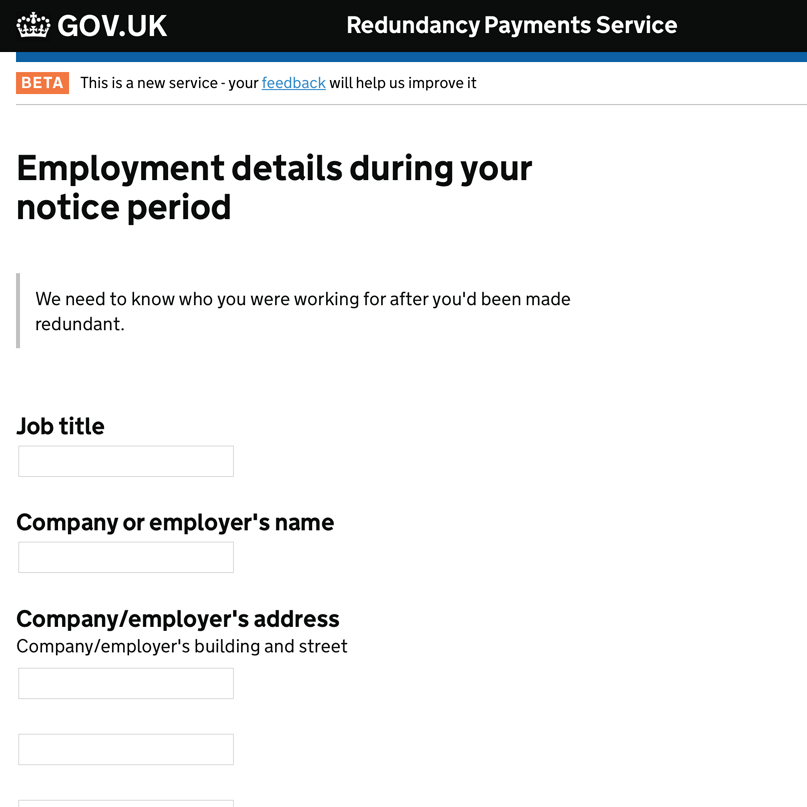 GOV.UK Redundancy Payments Service
BETA This is a new service - your feedback will help us improve it
Employment details during your
notice period
We need to know who you were working for after you'd been made
redundant.
Job title
Company or employer's name
Company/employer's address
Company/employer's building and street